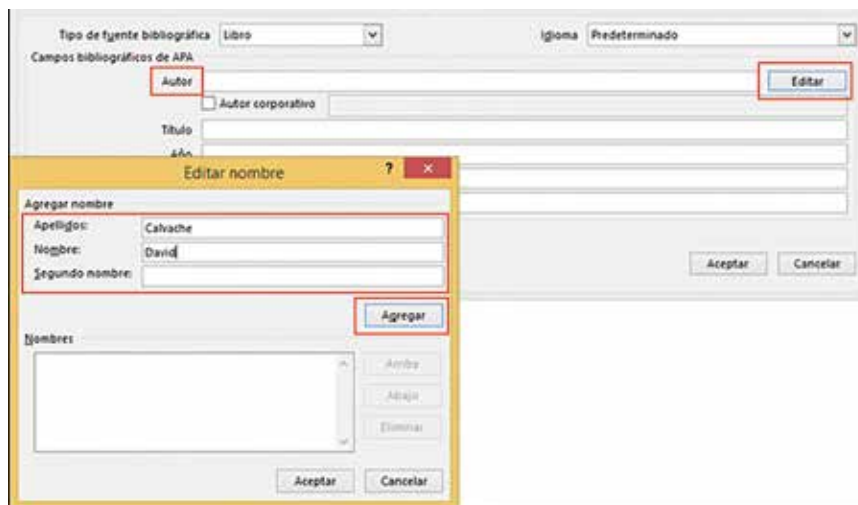 Tipo de fuente bibliográfica Libro Idioma Predeterminado
Campos bibliográficos de APA
Autor Editar
Autor corporativo
Título
Año
Editar nombre ? ×
Agregar nombre
Apellidos: Calvache
Nombre: David
Segundo nombre:
Aceptar Cancelar
Agregar
Nombres
Arriba
Abajo
Eliminar
Aceptar Cancelar